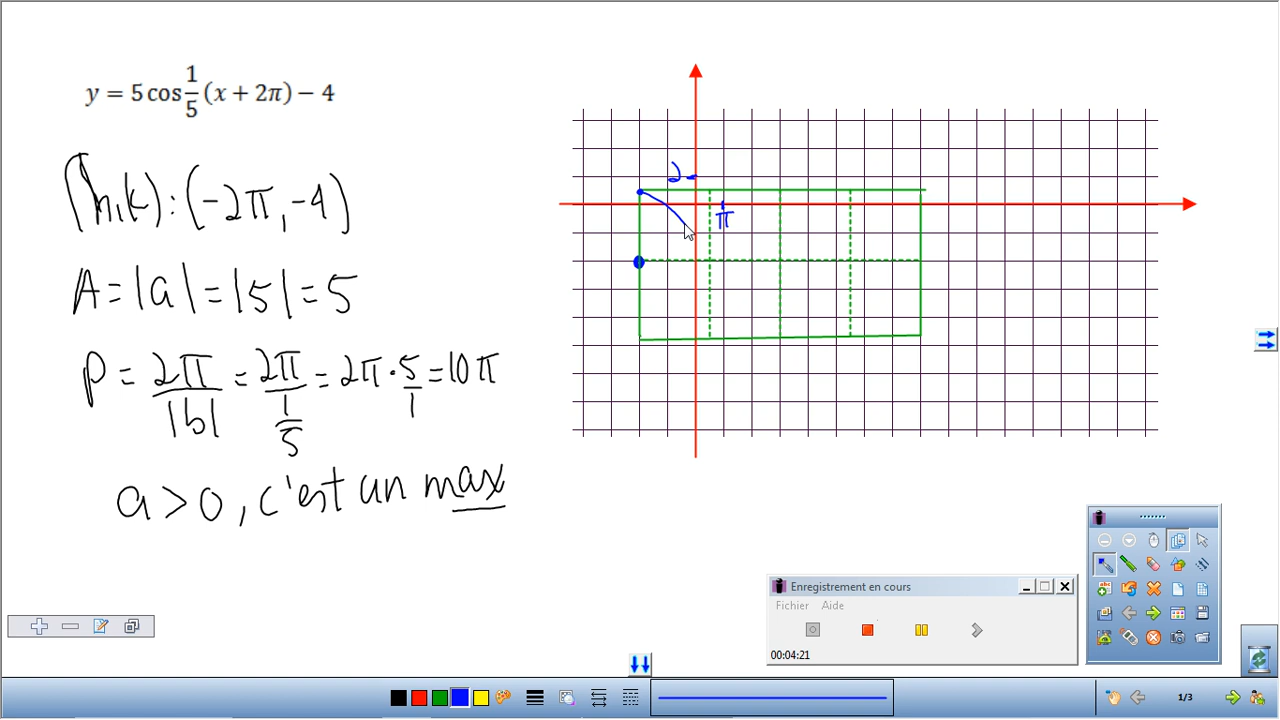 y = 5 cos 1/5 (x + 2π) − 4
(h,k) : (-2π, -4)
A = |a| = |5| = 5
P = 2π/|b| = 2π/(1/5) = 2π · 5/1 = 10π
a > 0, c'est un max
2
π
Enregistrement en cours
Fichier Aide
00:04:21
1/3